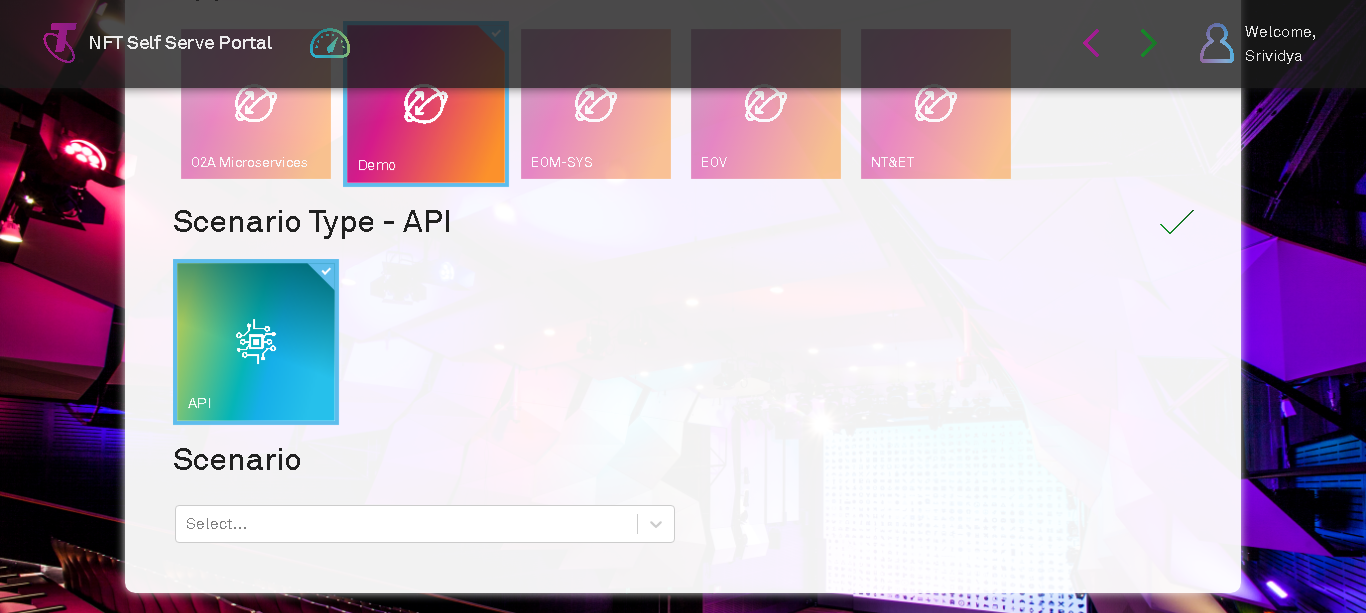 NFT Self Serve Portal
Welcome,
Srividya
O2A Microservices
Demo
EOM-SYS
EOV
NT&ET
Scenario Type - API
API
Scenario
Select...